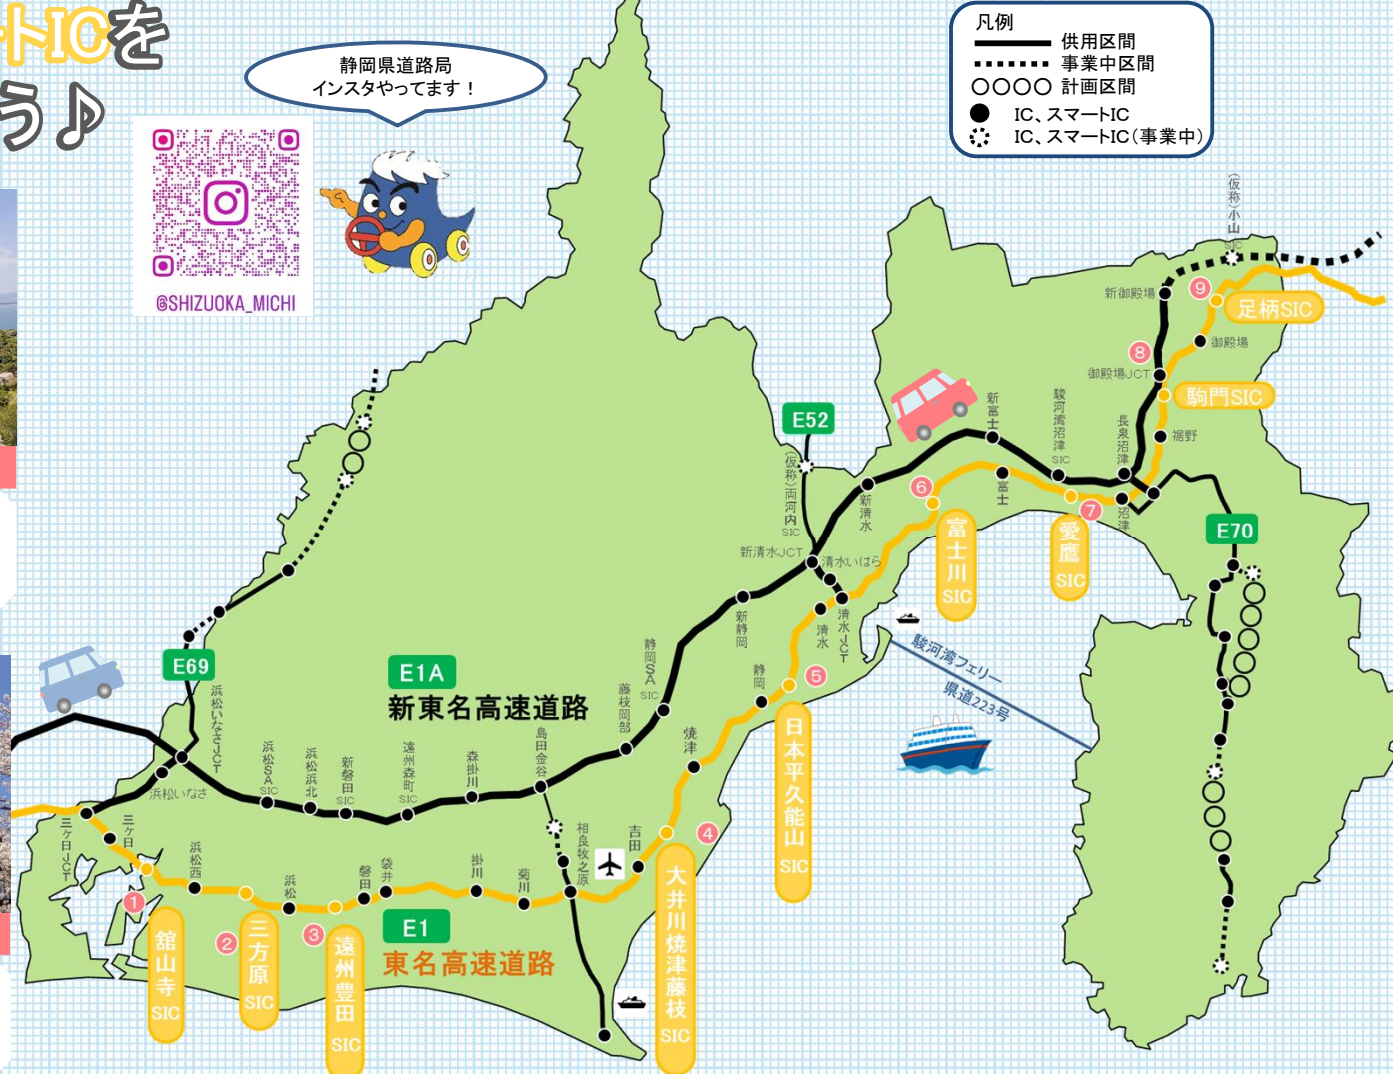 トICを
う♪
静岡県道路局
インスタやってます！
@SHIZUOKA_MICHI
凡例
供用区間
事業中区間
計画区間
IC、スマートIC
IC、スマートIC（事業中）
（仮称）小山SIC
新御殿場
9
足柄SIC
御殿場
8
御殿場JCT
駒門SIC
裾野
長泉沼津
駿河湾沼津SIC
新富士
E52
（仮称）両河内SIC
新清水
6
富士
富士川SIC
7
沼津
愛鷹SIC
E70
新清水JCT
清水いはら
清水JCT
清水
新静岡
静岡SA SIC
静岡
5
日本平久能山SIC
駿河湾フェリー
県道223号
E69
浜松いなさJCT
浜松いなさ
E1A
新東名高速道路
藤枝岡部
島田金谷
森掛川
遠州森町SIC
新磐田SIC
浜松浜北
浜松SA SIC
焼津
4
大井川焼津藤枝SIC
吉田
相良牧之原
菊川
掛川
袋井
磐田
E1
東名高速道路
3
遠州豊田SIC
浜松
2
三方原SIC
浜松西
1
舘山寺SIC
三ケ日
三ケ日JCT